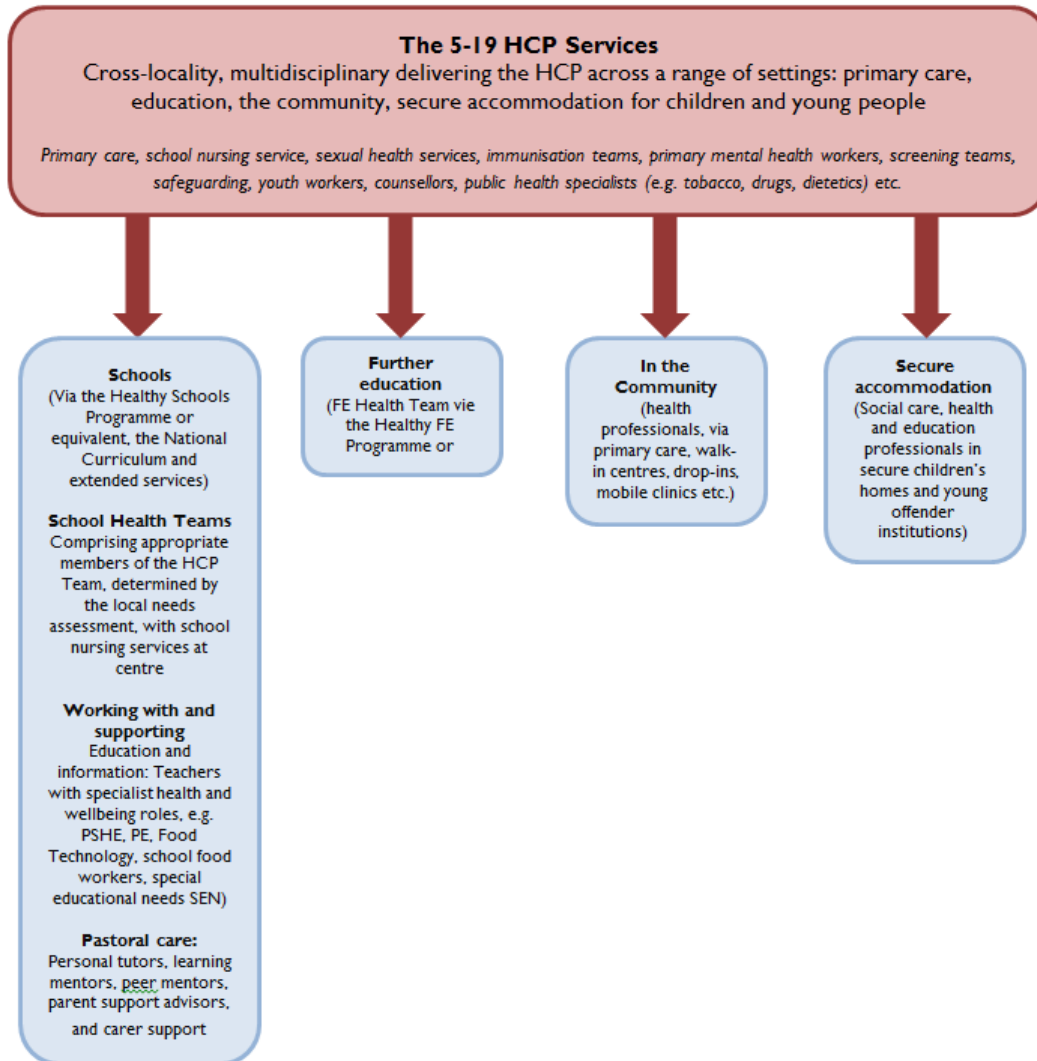 The 5-19 HCP Services
Cross-locality, multidisciplinary delivering the HCP across a range of settings: primary care,
education, the community, secure accommodation for children and young people
Primary care, school nursing service, sexual health services, immunisation teams, primary mental health workers, screening teams,
safeguarding, youth workers, counsellors, public health specialists (e.g. tobacco, drugs, dietetics) etc.
Schools
(Via the Healthy Schools
Programme or
equivalent, the National
Curriculum and
extended services)
School Health Teams
Comprising appropriate
members of the HCP
Team, determined by
the local needs
assessment, with school
nursing services at
centre
Working with and
supporting
Education and
information: Teachers
with specialist health and
wellbeing roles, e.g.
PSHE, PE, Food
Technology, school food
workers, special
educational needs SEN)
Pastoral care:
Personal tutors, learning
mentors, peer mentors,
parent support advisors,
and carer support
Further
education
(FE Health Team vie
the Healthy FE
Programme or
In the
Community
(health
professionals, via
primary care, walk-
in centres, drop-ins,
mobile clinics etc.)
Secure
accommodation
(Social care, health
and education
professionals in
secure children's
homes and young
offender
institutions)